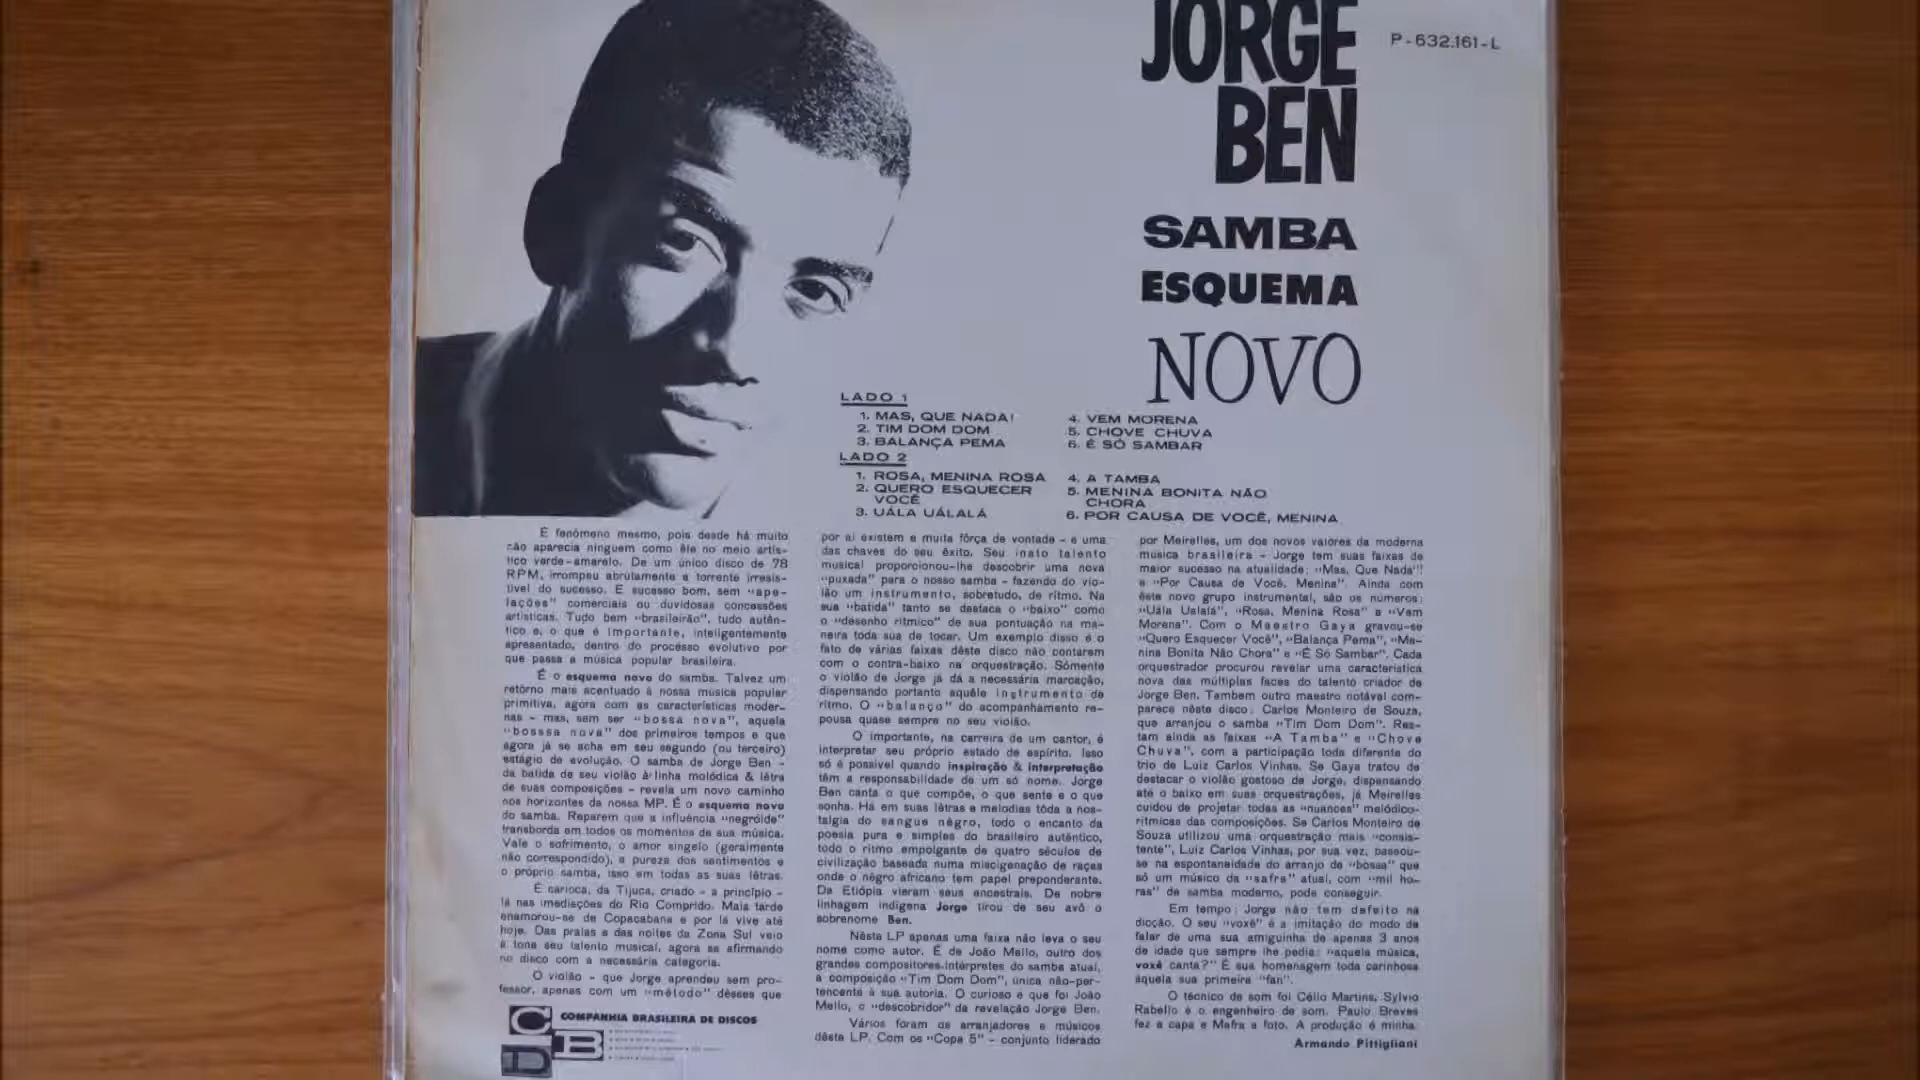 JORGE
BEN
P-632.161-L
SAMBA
ESQUEMA
NOVO
LADO 1
1. MAS, QUE NADA!
2. TIM DOM DOM
3. BALANÇA PEMA
4. VEM MORENA
5. CHOVE CHUVA
6. É SÓ SAMBAR
LADO 2
1. ROSA, MENINA ROSA
2. QUERO ESQUECER
VOCÊ
3. UÁLA UÁLALÁ
4. A TAMBA
5. MENINA BONITA NÃO
CHORA
6. POR CAUSA DE VOCÊ, MENINA
É fenômeno mesmo, pois desde há muito
não aparecia ninguem como êle no meio artís-
tico verde-amarelo. De um único disco de 78
RPM, irrompeu abrutamente a torrente irresis-
tível do sucesso. E sucesso bom, sem "ape-
lações" comerciais ou duvidosas concessões
artísticas. Tudo bem "brasileirão", tudo autên-
tico e, o que é importante, inteligentemente
apresentado, dentro do processo evolutivo por
que passa a música popular brasileira.
É o esquema novo do samba. Talvez um
retôrno mais acentuado à nossa música popular
primitiva, agora com as características moder-
nas - mas, sem ser "bossa nova", aquela
"bosssa nova" dos primeiros tempos e que
agora já se acha em seu segundo (ou terceiro)
estágio de evolução. O samba de Jorge Ben -
da batida de seu violão à linha melódica & létra
de suas composições - revela um novo caminho
nos horizontes da nossa MP. É o esquema novo
do samba. Reparem que a influência "negróide"
transborda em todos os momentos de sua música.
Vale o sofrimento, o amor singelo (geralmente
não correspondido), a pureza dos sentimentos e
o próprio samba, isso em todas as suas létras.
É carioca, da Tijuca, criado - a princípio -
lá nas imediações do Rio Comprido. Mais tarde
enamorou-se de Copacabana e por lá vive até
hoje. Das praias e das noites da Zona Sul veio
à tona seu talento musical, agora se afirmando
no disco com a necessária categoria.
O violão - que Jorge aprendeu sem pro-
fessor, apenas com um "método" dêsses que
COMPANHIA BRASILEIRA DE DISCOS
C
B
D
por aí existem e muita fôrça de vontade - e uma
das chaves do seu êxito. Seu inato talento
musical proporcionou-lhe descobrir uma nova
"puxada" para o nosso samba - fazendo do vio-
lão um instrumento, sobretudo, de rítmo. Na
sua "batida" tanto se destaca o "baixo" como
o "desenho rítmico" de sua pontuação na ma-
neira toda sua de tocar. Um exemplo disso é o
fato de várias faixas dêste disco não contarem
com o contra-baixo na orquestração. Sòmente
o violão de Jorge já dá a necessária marcação,
dispensando portanto aquêle instrumento de
rítmo. O "balanço" do acompanhamento re-
pousa quase sempre no seu violão.
O importante, na carreira de um cantor, é
interpretar seu próprio estado de espírito. Isso
só é possivel quando inspiração & interpretação
têm a responsabilidade de um só nome. Jorge
Ben canta o que compõe, o que sente e o que
sonha. Há em suas lêtras e melodias tôda a nos-
talgia do sangue nêgro, todo o encanto da
poesia pura e simples do brasileiro autêntico,
todo o ritmo empolgante de quatro séculos de
civilização baseada numa miscigenação de raças
onde o nêgro africano tem papel preponderante.
Da Etiópia vieram seus ancestrais. De nobre
linhagem indígena Jorge tirou de seu avô o
sobrenome Ben.
Nêste LP apenas uma faixa não leva o seu
nome como autor. É de João Mello, outro dos
grandes compositores-intérpretes do samba atual,
a composição "Tim Dom Dom", única não-per-
tencente à sua autoria. O curioso é que foi João
Mello, o "descobridor" da revelação Jorge Ben.
Vários foram os arranjadores e músicos
dêste LP. Com os "Copa 5" - conjunto liderado
por Meirelles, um dos novos valores da moderna
música brasileira - Jorge tem suas faixas de
maior sucesso na atualidade: "Mas, Que Nada"!
e "Por Causa de Você, Menina". Ainda com
êste novo grupo instrumental, são os números:
"Uála Ualalá", "Rosa, Menina Rosa" e "Vem
Morena". Com o Maestro Gaya gravou-se
"Quero Esquecer Você", "Balança Pema", "Me-
nina Bonita Não Chora" e "É Só Sambar". Cada
orquestrador procurou revelar uma característica
nova das múltiplas faces do talento criador de
Jorge Ben. Tambem outro maestro notável com-
parece nêste disco: Carlos Monteiro de Souza,
que arranjou o samba "Tim Dom Dom". Res-
tam ainda as faixas "A Tamba" e "Chove
Chuva", com a participação toda diferente do
trio de Luiz Carlos Vinhas. Se Gaya tratou de
destacar o violão gostoso de Jorge, dispensando
até o baixo em suas orquestrações, já Meirelles
cuidou de projetar todas as "nuances" melódico-
rítmicas das composições. Se Carlos Monteiro de
Souza utilizou uma orquestração mais "consis-
tente", Luiz Carlos Vinhas, por sua vez, baseou-
se na espontaneidade do arranjo de "bossa" que
só um músico da "safra" atual, com "mil ho-
ras" de samba moderno, pode conseguir.
Em tempo: Jorge não tem defeito na
dicção. O seu "voxê" é a imitação do modo de
falar de uma sua amiguinha de apenas 3 anos
de idade que sempre lhe pedia: "aquela música,
voxê canta?" É sua homenagem toda carinhosa
àquela sua primeira "fan".
O técnico de som foi Célio Martins. Sylvio
Rabello é o engenheiro de som. Paulo Breves
fez a capa e Mafra a foto. A produção é minha.
Armando Pittigliani